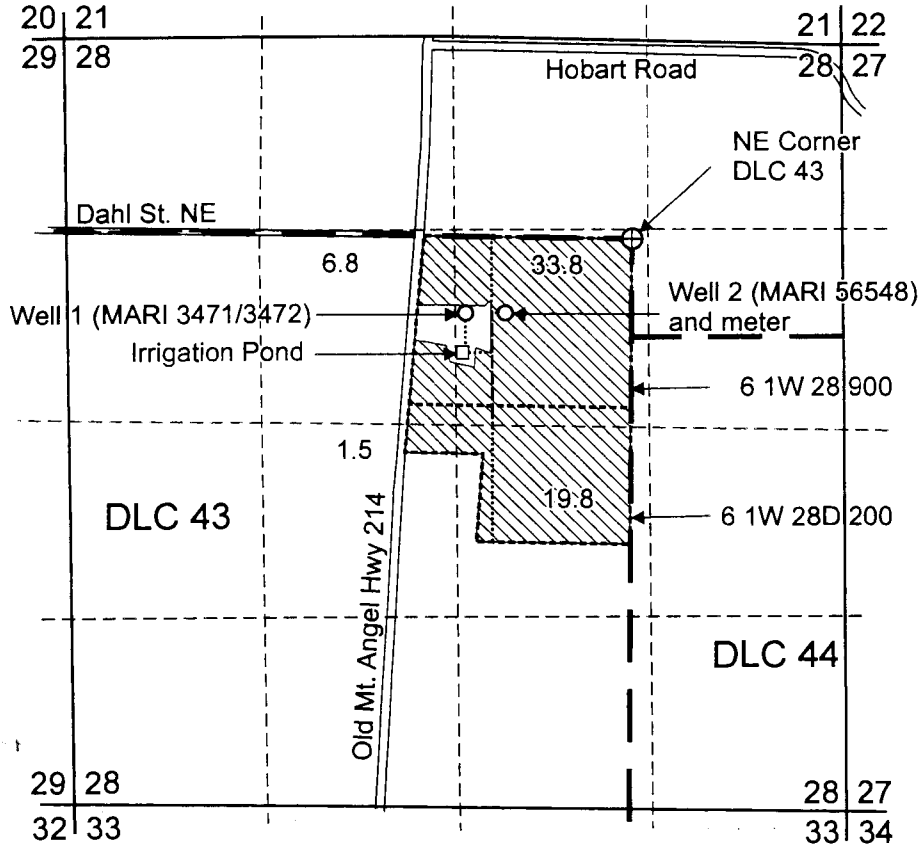 20 21
29 28
21 22
28 27
Hobart Road
NE Corner
DLC 43
Dahl St. NE
6.8
33.8
Well 1 (MARI 3471/3472)
Well 2 (MARI 56548)
and meter
Irrigation Pond
6 1W 28 900
1.5
19.8
DLC 43
6 1W 28D 200
Old Mt. Angel Hwy 214
DLC 44
29 28
32 33
28 27
33 34